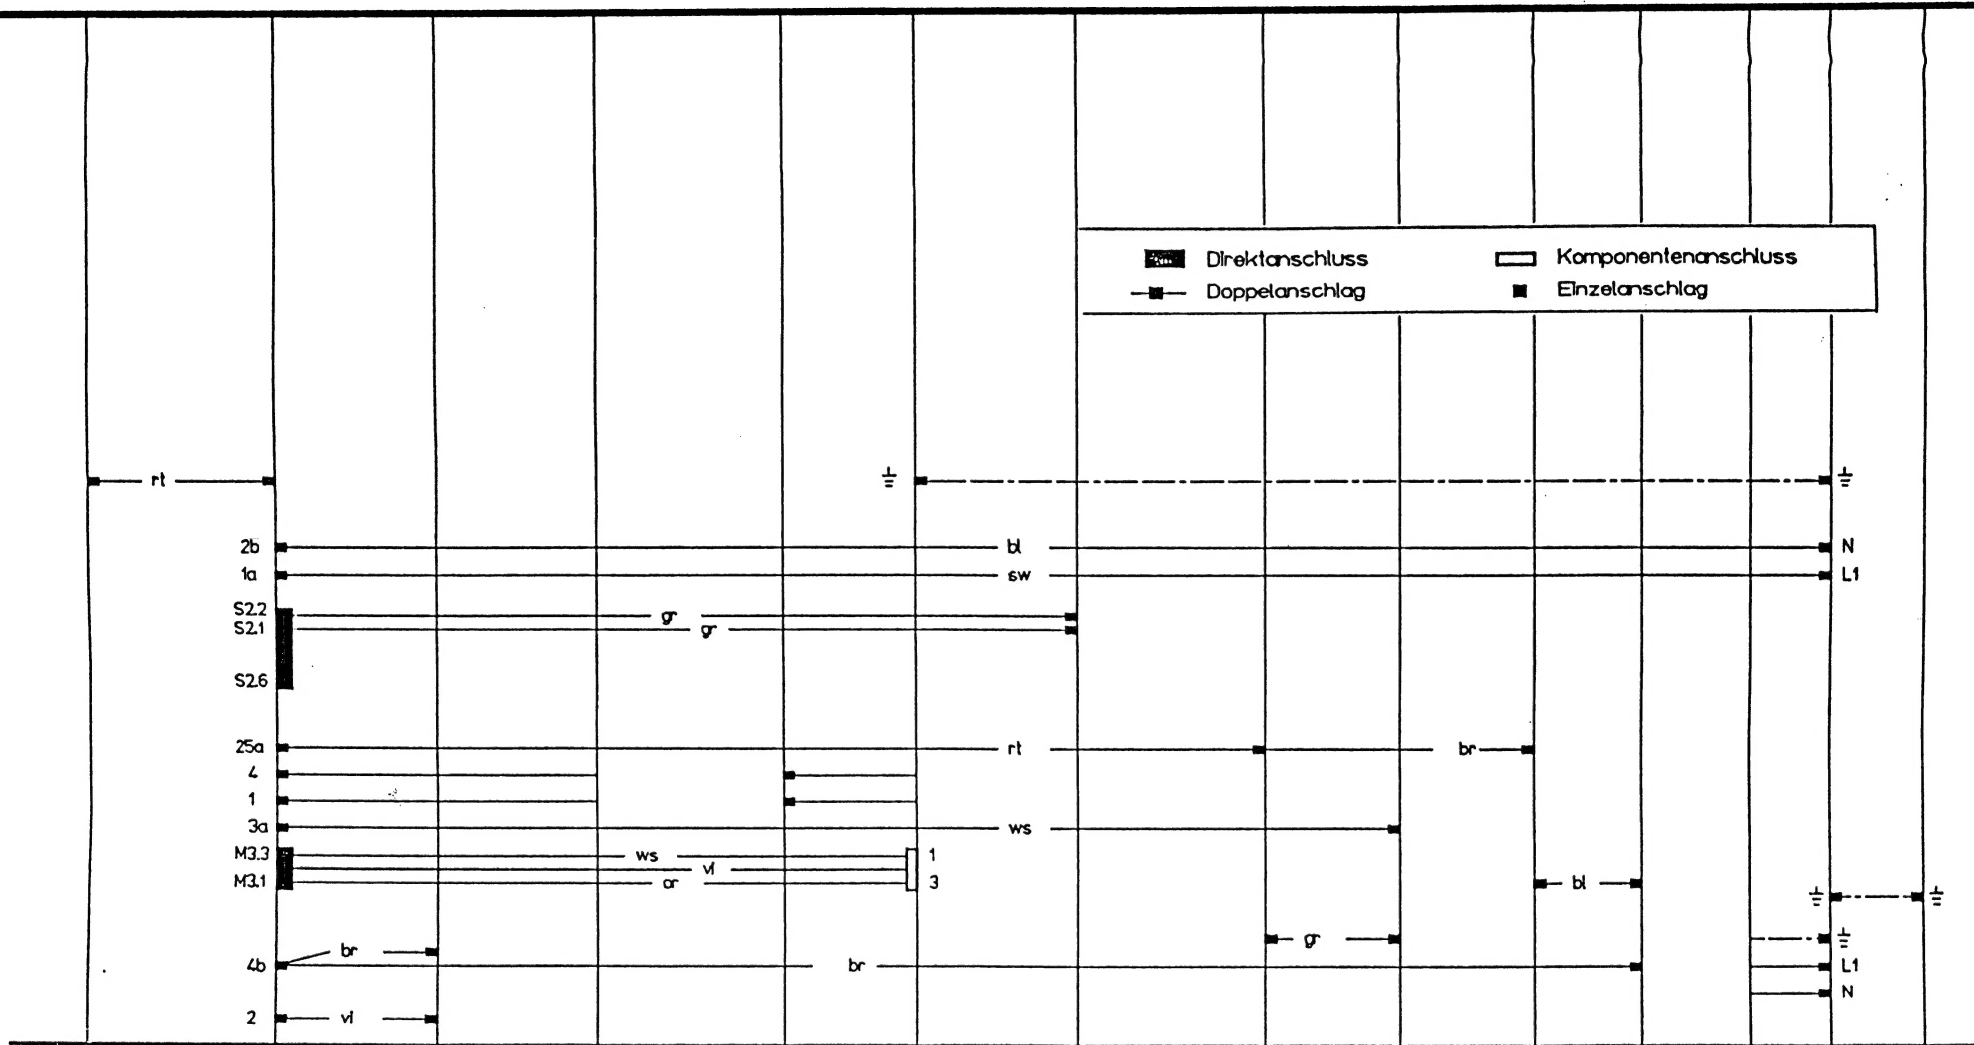 Direktanschluss Komponentenanschluss
Doppelanschlag Einzelanschlag
rt
2b bl N
1a sw L1
S2.2 gr
S2.1 gr
S2.6
25a rt br
4
1
3a ws
M3.3 ws 1
vi
M3.1 or 3
bl
gr
br
4b br L1
N
2 vi